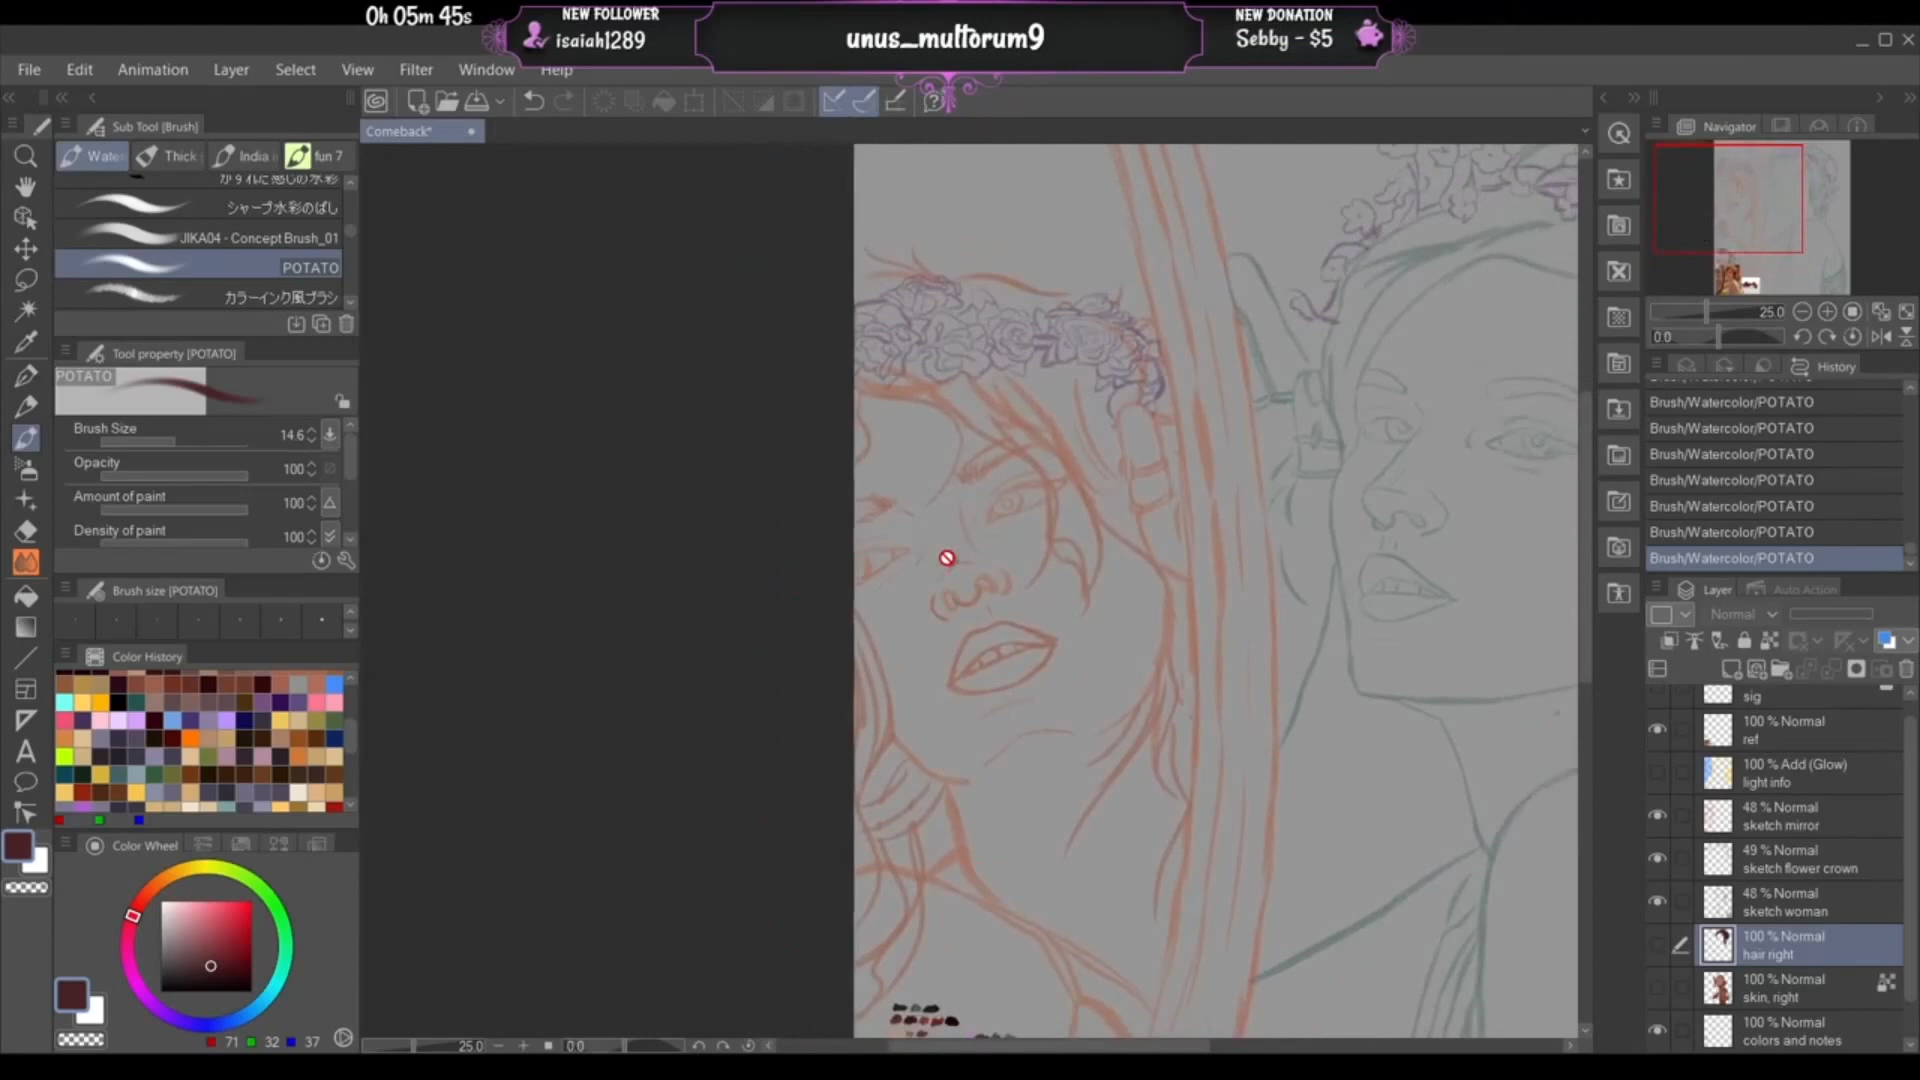 0h 05m 45s
NEW FOLLOWER
isaiah1289
unus_multorum9
NEW DONATION
Sebby - $5
File Edit Animation Layer Select View Filter Window Help
Comeback*
Sub Tool [Brush]
Water Thick India i fun 7
シャープ水彩のばし
JIKA04 - Concept Brush_01
POTATO
カラーインク風ブラシ
Tool property [POTATO]
POTATO
Brush Size 14.6
Opacity 100
Amount of paint 100
Density of paint 100
Brush size [POTATO]
Color History
Color Wheel
71 32 37
25.0 0.0
Navigator
25.0
0.0
History
Brush/Watercolor/POTATO
Brush/Watercolor/POTATO
Brush/Watercolor/POTATO
Brush/Watercolor/POTATO
Brush/Watercolor/POTATO
Brush/Watercolor/POTATO
Brush/Watercolor/POTATO
Layer Auto Action
Normal
sig
100 % Normal
ref
100 % Add (Glow)
light info
48 % Normal
sketch mirror
49 % Normal
sketch flower crown
48 % Normal
sketch woman
100 % Normal
hair right
100 % Normal
skin, right
100 % Normal
colors and notes